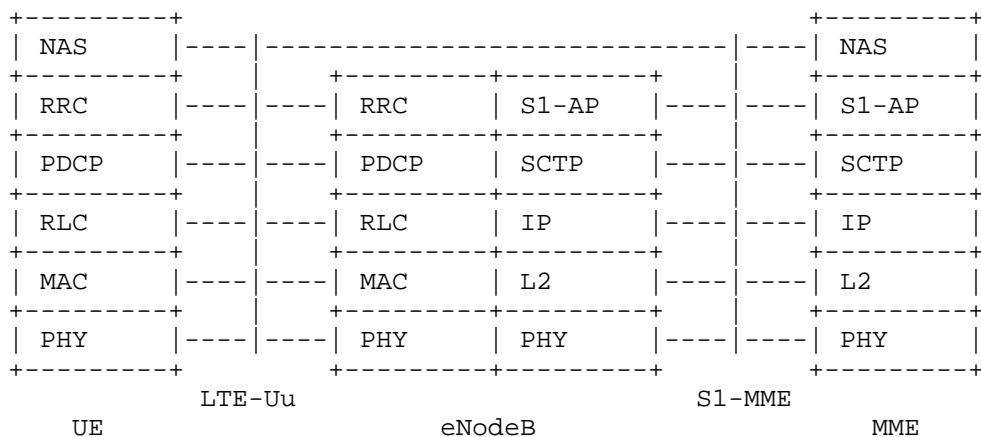 NAS NAS
RRC RRC S1-AP S1-AP
PDCP PDCP SCTP SCTP
RLC RLC IP IP
MAC MAC L2 L2
PHY PHY PHY PHY
LTE-Uu S1-MME
UE eNodeB MME